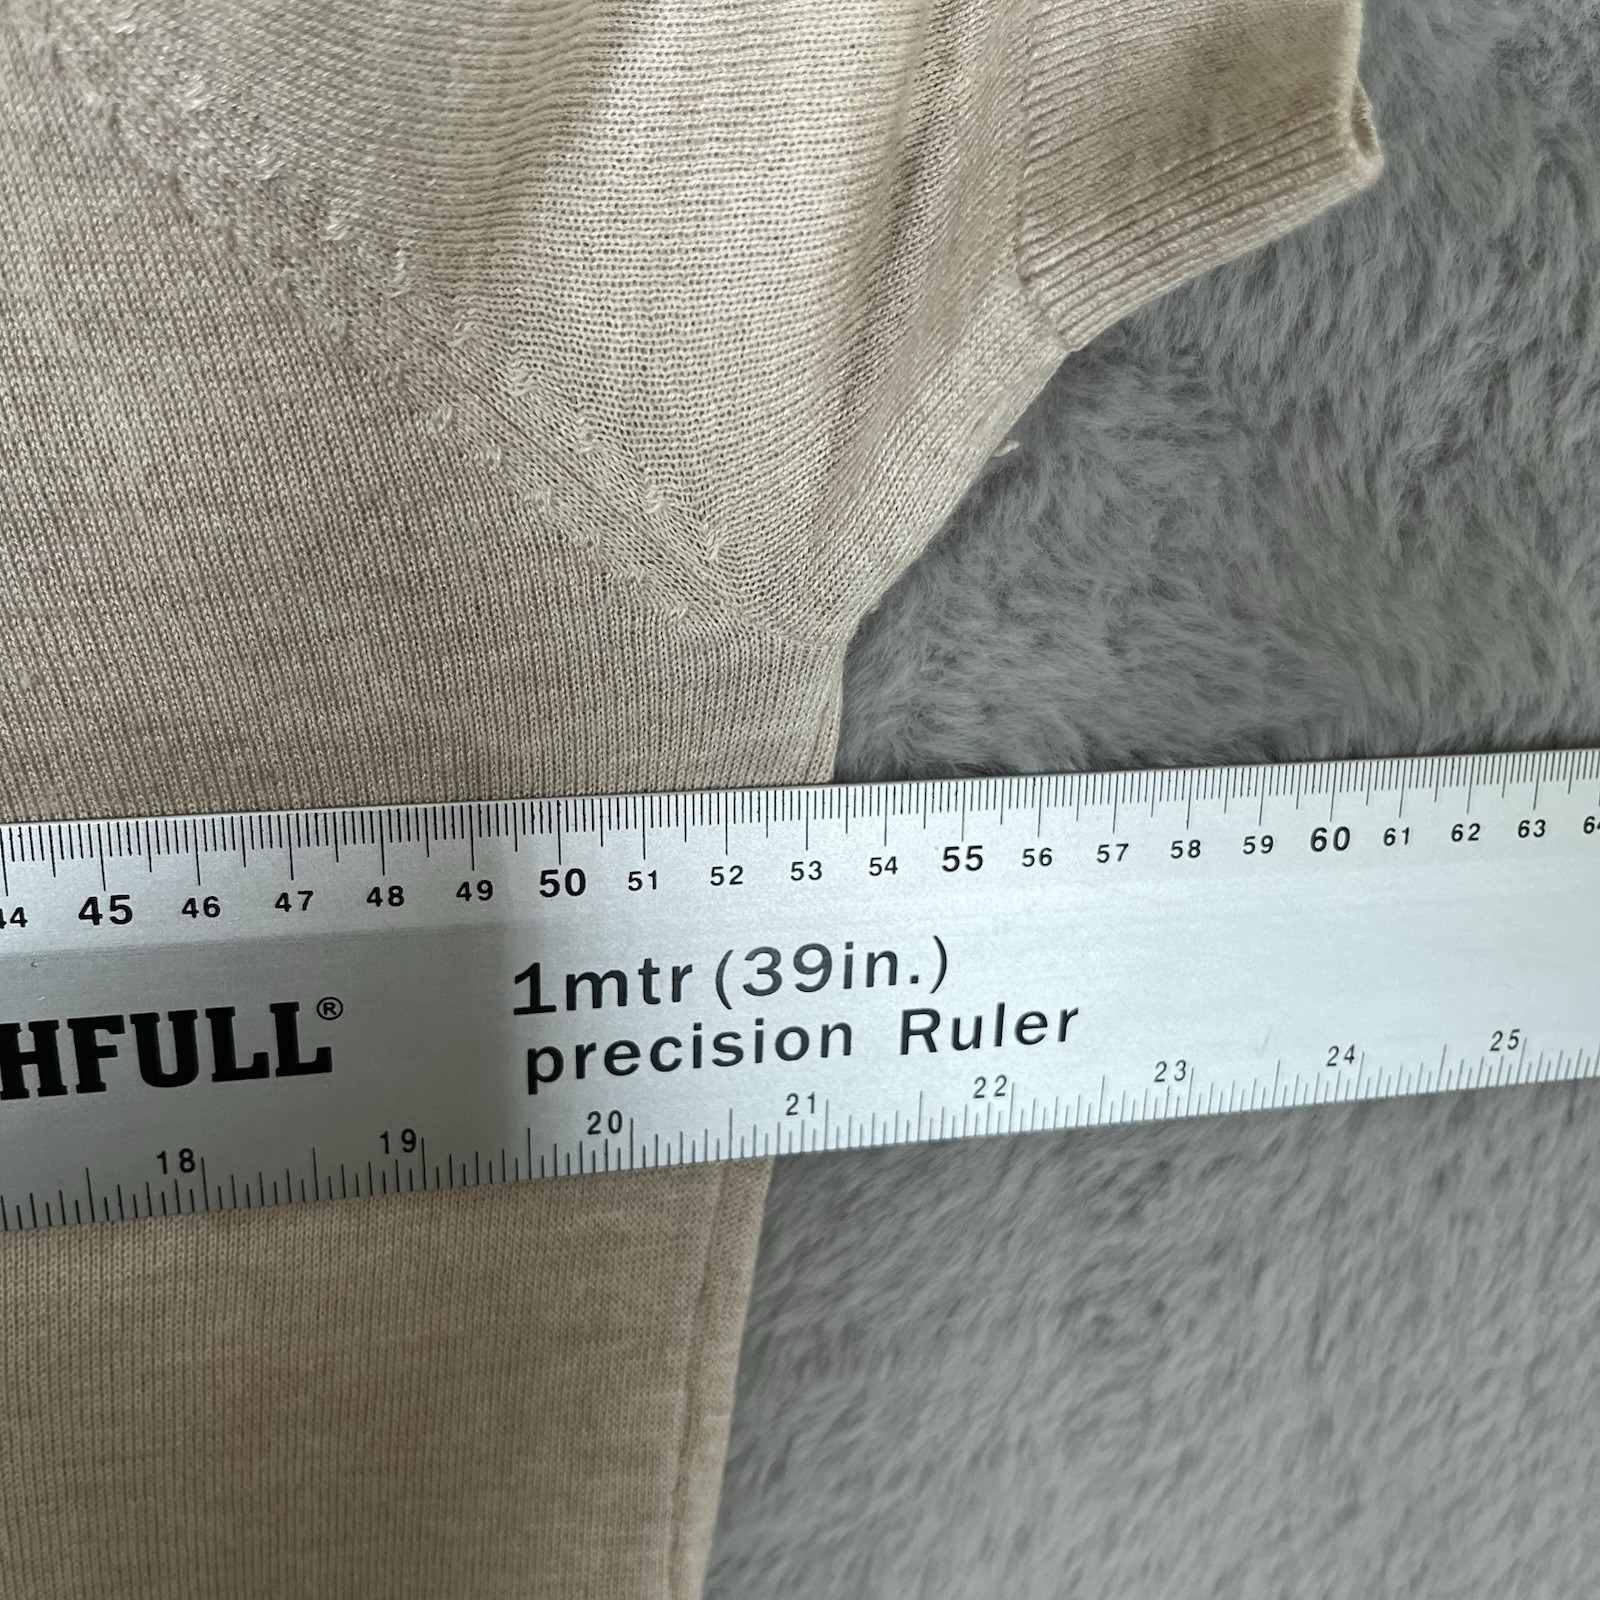 44 45 46 47 48 49 50 51 52 53 54 55 56 57 58 59 60 61 62 63
1mtr (39in.)
HFULL®
precision Ruler
18 19 20 21 22 23 24 25